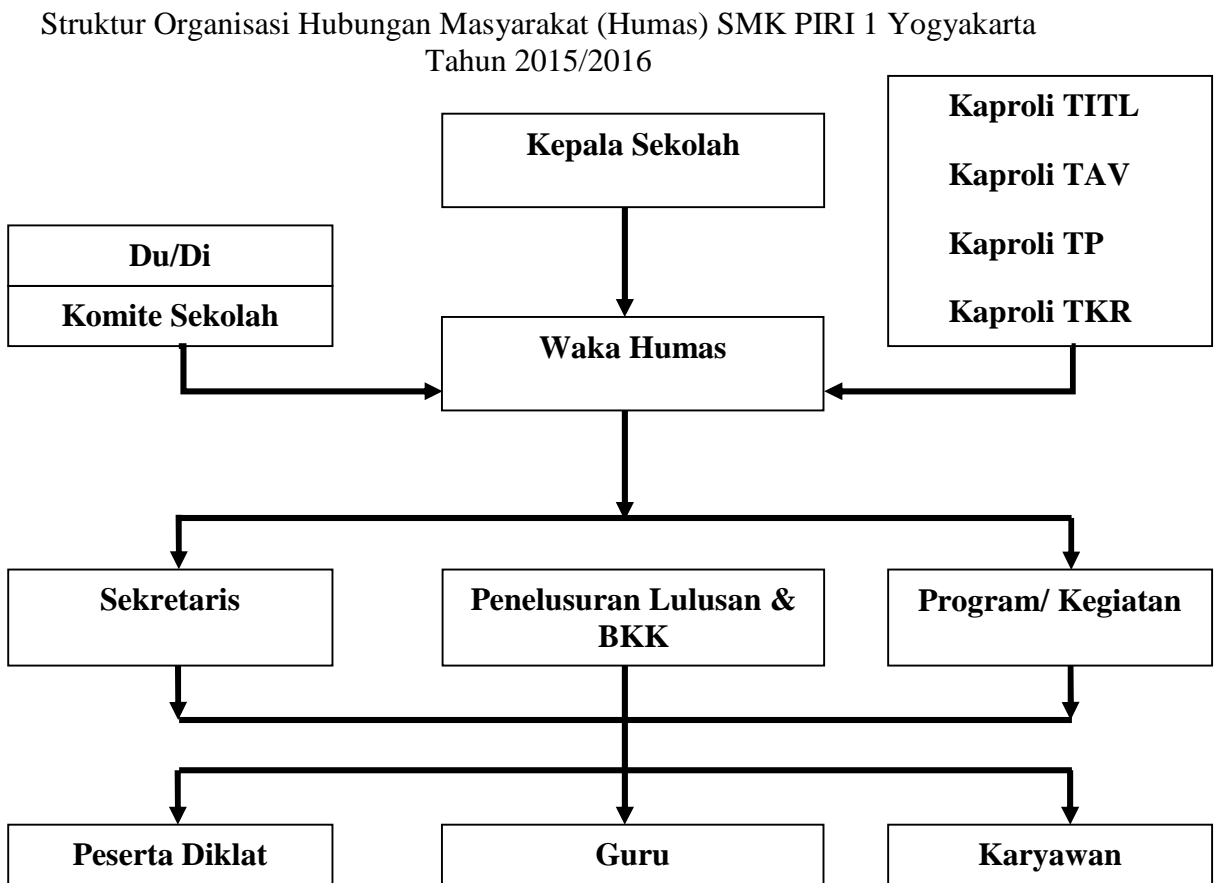 Struktur Organisasi Hubungan Masyarakat (Humas) SMK PIRI 1 Yogyakarta
Tahun 2015/2016
Kepala Sekolah
Kaproli TITL
Kaproli TAV
Kaproli TP
Kaproli TKR
Du/Di
Komite Sekolah
Waka Humas
Sekretaris
Penelusuran Lulusan &
BKK
Program/ Kegiatan
Peserta Diklat
Guru
Karyawan